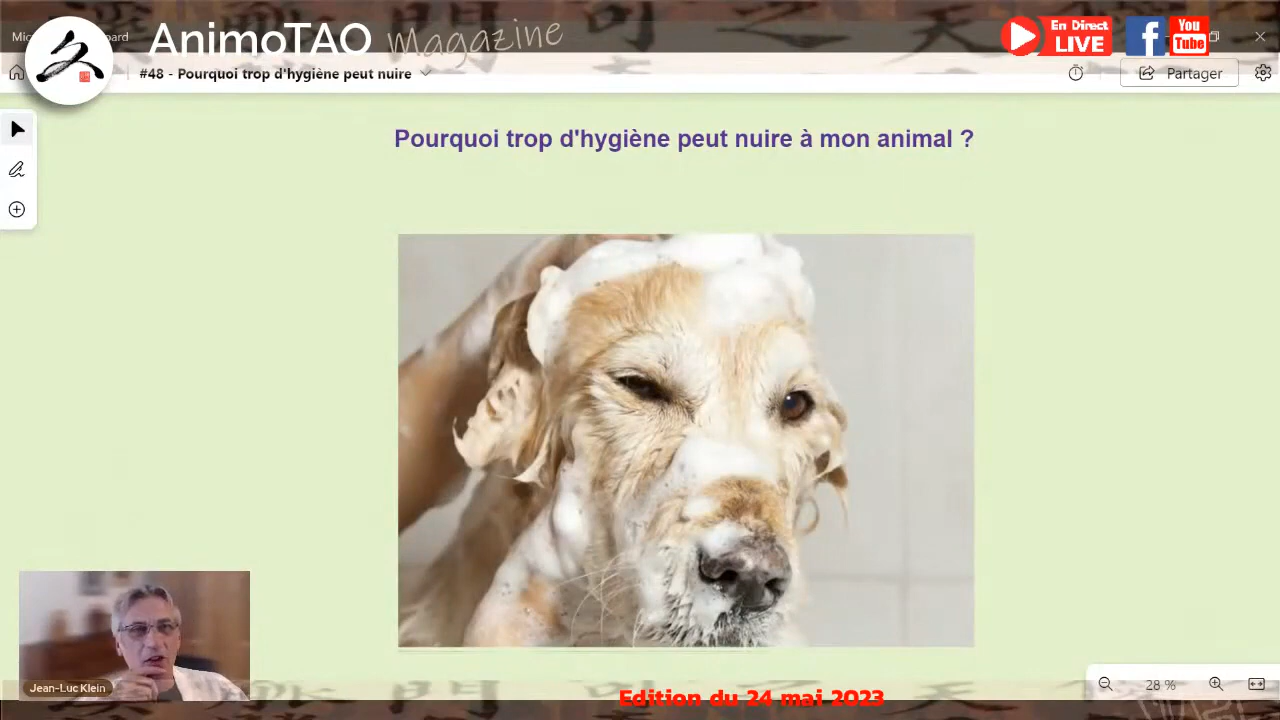 AnimoTAO Magazine
En Direct
LIVE
You
Tube
#48 - Pourquoi trop d'hygiène peut nuire
Partager
Pourquoi trop d'hygiène peut nuire à mon animal ?
Jean-Luc Klein
28 %
Edition du 24 mai 2023